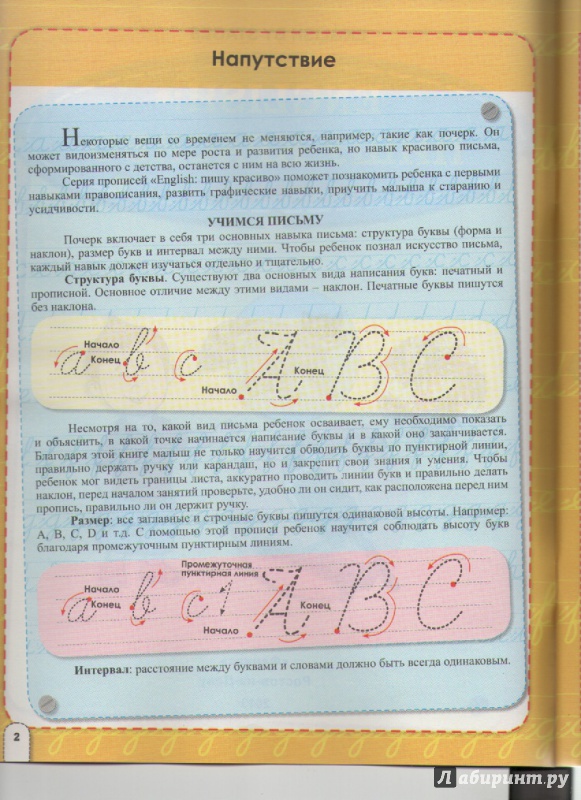 Напутствие
Некоторые вещи со временем не меняются, например, такие как почерк. Он
может видоизменяться по мере роста и развития ребенка, но навык красивого письма,
сформированного с детства, останется с ним на всю жизнь.
Серия прописей «English: пишу красиво» поможет познакомить ребенка с первыми
навыками правописания, развить графические навыки, приучить малыша к старанию и
усидчивости.
УЧИМСЯ ПИСЬМУ
Почерк включает в себя три основных навыка письма: структура буквы (форма и
наклон), размер букв и интервал между ними. Чтобы ребенок познал искусство письма,
каждый навык должен изучаться отдельно и тщательно.
Структура буквы. Существуют два основных вида написания букв: печатный и
прописной. Основное отличие между этими видами – наклон. Печатные буквы пишутся
без наклона.
Начало
Конец
a b c A B C
Конец
Начало
Несмотря на то, какой вид письма ребенок осваивает, ему необходимо показать
и объяснить, в какой точке начинается написание буквы и в какой оно заканчивается.
Благодаря этой книге малыш не только научится обводить буквы по пунктирной линии,
правильно держать ручку или карандаш, но и закрепит свои знания и умения. Чтобы
ребенок мог видеть границы листа, аккуратно проводить линии букв и правильно делать
наклон, перед началом занятий проверьте, удобно ли он сидит, как расположена перед ним
пропись, правильно ли он держит ручку.
Размер: все заглавные и строчные буквы пишутся одинаковой высоты. Например:
A, B, C, D и т.д. С помощью этой прописи ребенок научится соблюдать высоту букв
благодаря промежуточным пунктирным линиям.
Промежуточная
пунктирная линия
Начало
Конец
a b c A B C
Конец
Начало
Интервал: расстояние между буквами и словами должно быть всегда одинаковым.
2
Лабиринт.ру